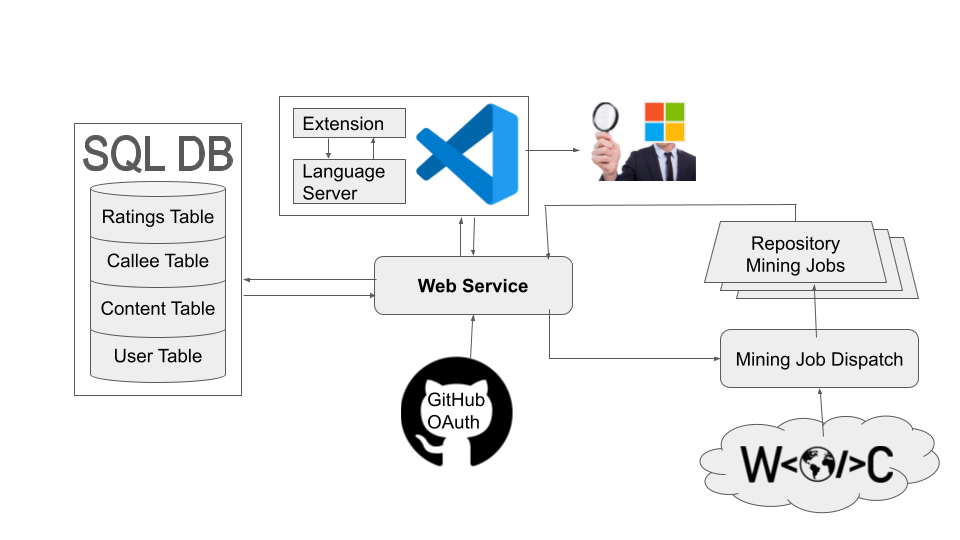 SQL DB
Ratings Table
Callee Table
Content Table
User Table
Extension
Language
Server
Web Service
GitHub
OAuth
Repository
Mining Jobs
Mining Job Dispatch
W</>C